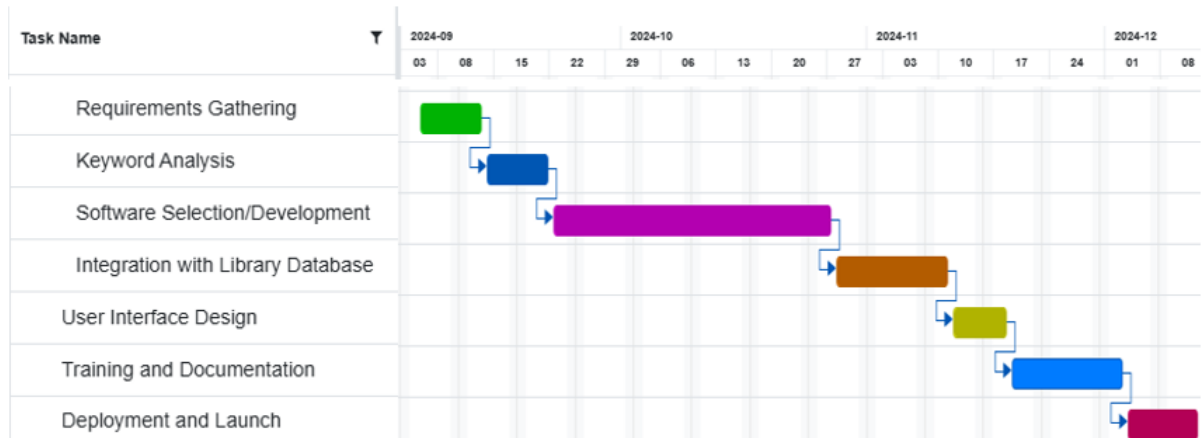 Task Name 2024-09 2024-10 2024-11 2024-12
03 08 15 22 29 06 13 20 27 03 10 17 24 01 08
Requirements Gathering
Keyword Analysis
Software Selection/Development
Integration with Library Database
User Interface Design
Training and Documentation
Deployment and Launch